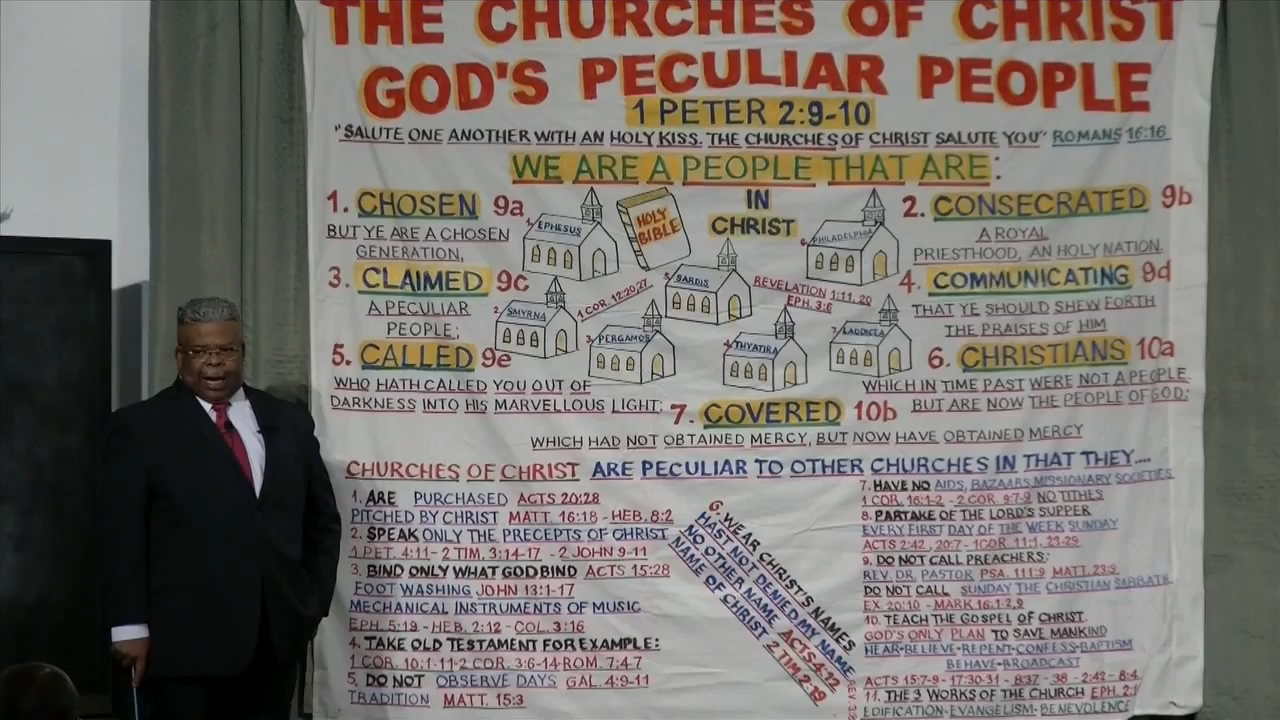 THE CHURCHES OF CHRIST
GOD'S PECULIAR PEOPLE
1 PETER 2:9-10
"SALUTE ONE ANOTHER WITH AN HOLY KISS. THE CHURCHES OF CHRIST SALUTE YOU" ROMANS 16:16
WE ARE A PEOPLE THAT ARE:
1. CHOSEN 9a
BUT YE ARE A CHOSEN
GENERATION,
2. CONSECRATED 9b
A ROYAL
PRIESTHOOD, AN HOLY NATION.
3. CLAIMED 9c
A PECULIAR
PEOPLE;
4. COMMUNICATING 9d
THAT YE SHOULD SHEW FORTH
THE PRAISES OF HIM
5. CALLED 9e
WHO HATH CALLED YOU OUT OF
DARKNESS INTO HIS MARVELLOUS LIGHT;
6. CHRISTIANS 10a
WHICH IN TIME PAST WERE NOT A PEOPLE,
BUT ARE NOW THE PEOPLE OF GOD:
7. COVERED 10b
WHICH HAD NOT OBTAINED MERCY, BUT NOW HAVE OBTAINED MERCY
IN
CHRIST
HOLY
BIBLE
1. EPHESUS
6. PHILADELPHIA
5. SARDIS
1 COR. 12:20,27
REVELATION 1:11, 20
EPH. 3:6
2. SMYRNA
3. PERGAMOS
4. THYATIRA
7. LAODICEA
CHURCHES OF CHRIST ARE PECULIAR TO OTHER CHURCHES IN THAT THEY....
1. ARE PURCHASED ACTS 20:28
PITCHED BY CHRIST MATT. 16:18 - HEB. 8:2
2. SPEAK ONLY THE PRECEPTS OF CHRIST
1 PET. 4:11 - 2 TIM. 3:14-17 - 2 JOHN 9-11
3. BIND ONLY WHAT GOD BIND ACTS 15:28
FOOT WASHING JOHN 13:1-17
MECHANICAL INSTRUMENTS OF MUSIC
EPH. 5:19 - HEB. 2:12 - COL. 3:16
4. TAKE OLD TESTAMENT FOR EXAMPLE:
1 COR. 10:1-11-2 COR. 3:6-14-ROM. 7:4-7
5. DO NOT OBSERVE DAYS GAL. 4:9-11
TRADITION MATT. 15:3
6. WEAR CHRIST'S NAMES
HAST NOT DENIED MY NAME REV. 3:8
NO OTHER NAME ACTS 4:12
NAME OF CHRIST 2 TIM 2:19
7. HAVE NO AIDS, BAZAARS, MISSIONARY SOCIETIES
1 COR. 16:1-2 - 2 COR. 9:7-9 NO TITHES
8. PARTAKE OF THE LORD'S SUPPER
EVERY FIRST DAY OF THE WEEK SUNDAY
ACTS 2:42, 20:7 - 1 COR. 11:1, 23-29
9. DO NOT CALL PREACHERS:
REV. DR. PASTOR PSA. 111:9 MATT. 23:9
DO NOT CALL SUNDAY THE CHRISTIAN SABBATH
EX. 20:10 - MARK 16:1-2,9
10. TEACH THE GOSPEL OF CHRIST
GOD'S ONLY PLAN TO SAVE MANKIND
HEAR-BELIEVE-REPENT-CONFESS-BAPTISM
BEHAVE-BROADCAST
ACTS 15:7-9 - 17:30-31 - 8:37 - 38 - 2:42 - 8:4
11. THE 3 WORKS OF THE CHURCH EPH. 2:1
EDIFICATION-EVANGELISM-BENEVOLENCE